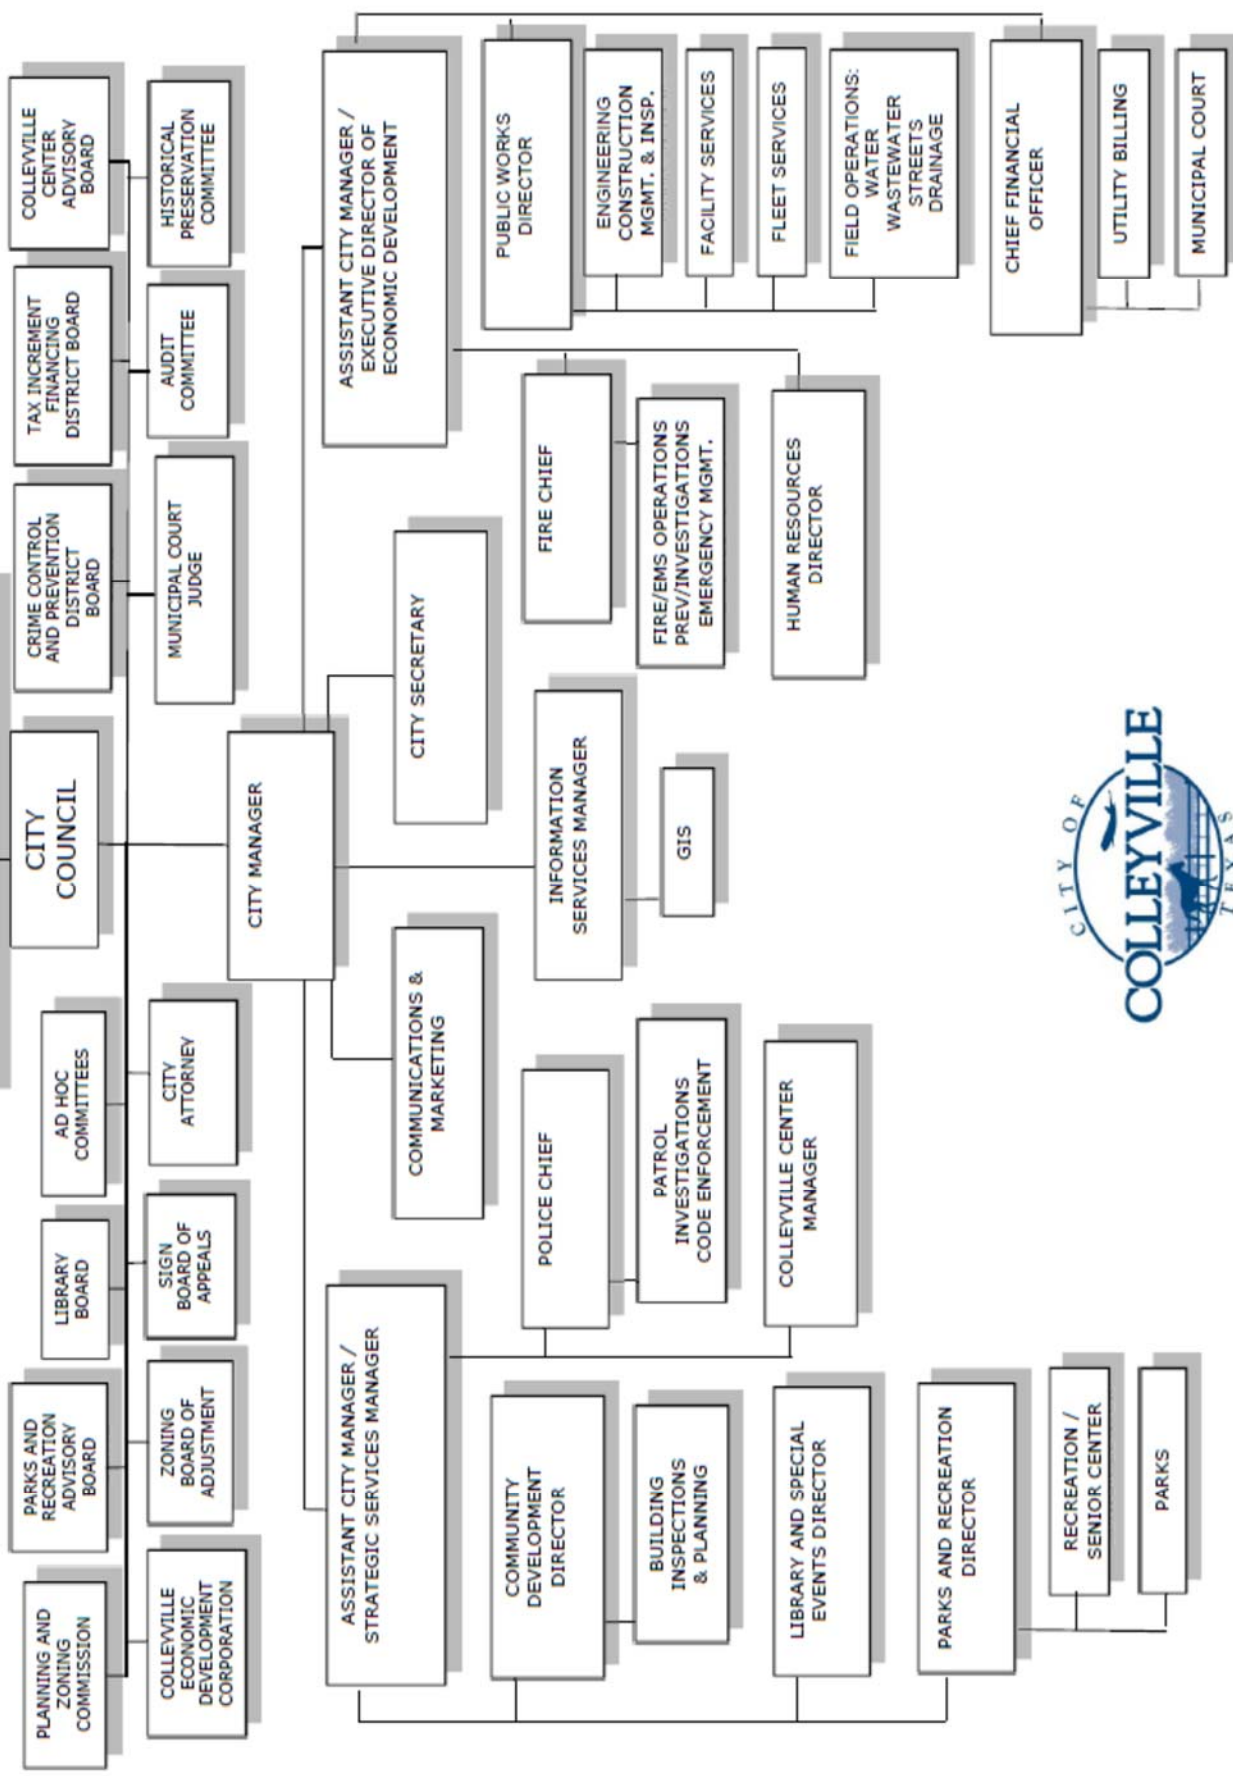 CITY
COUNCIL
PLANNING AND
ZONING
COMMISSION
PARKS AND
RECREATION
ADVISORY
BOARD
LIBRARY
BOARD
AD HOC
COMMITTEES
CRIME CONTROL
AND PREVENTION
DISTRICT
BOARD
TAX INCREMENT
FINANCING
DISTRICT BOARD
COLLEYVILLE
CENTER
ADVISORY
BOARD
COLLEYVILLE
ECONOMIC
DEVELOPMENT
CORPORATION
ZONING
BOARD OF
ADJUSTMENT
SIGN
BOARD OF
APPEALS
CITY
ATTORNEY
MUNICIPAL COURT
JUDGE
AUDIT
COMMITTEE
HISTORICAL
PRESERVATION
COMMITTEE
CITY MANAGER
ASSISTANT CITY MANAGER /
STRATEGIC SERVICES MANAGER
COMMUNICATIONS &
MARKETING
CITY SECRETARY
ASSISTANT CITY MANAGER /
EXECUTIVE DIRECTOR OF
ECONOMIC DEVELOPMENT
COMMUNITY
DEVELOPMENT
DIRECTOR
BUILDING
INSPECTIONS
& PLANNING
LIBRARY AND SPECIAL
EVENTS DIRECTOR
PARKS AND RECREATION
DIRECTOR
RECREATION /
SENIOR CENTER
PARKS
POLICE CHIEF
PATROL
INVESTIGATIONS
CODE ENFORCEMENT
COLLEYVILLE CENTER
MANAGER
INFORMATION
SERVICES MANAGER
GIS
FIRE CHIEF
FIRE/EMS OPERATIONS
PREV/INVESTIGATIONS
EMERGENCY MGMT.
HUMAN RESOURCES
DIRECTOR
PUBLIC WORKS
DIRECTOR
ENGINEERING
CONSTRUCTION
MGMT. & INSP.
FACILITY SERVICES
FLEET SERVICES
FIELD OPERATIONS:
WATER
WASTEWATER
STREETS
DRAINAGE
CHIEF FINANCIAL
OFFICER
UTILITY BILLING
MUNICIPAL COURT
CITY OF
COLLEYVILLE
TEXAS